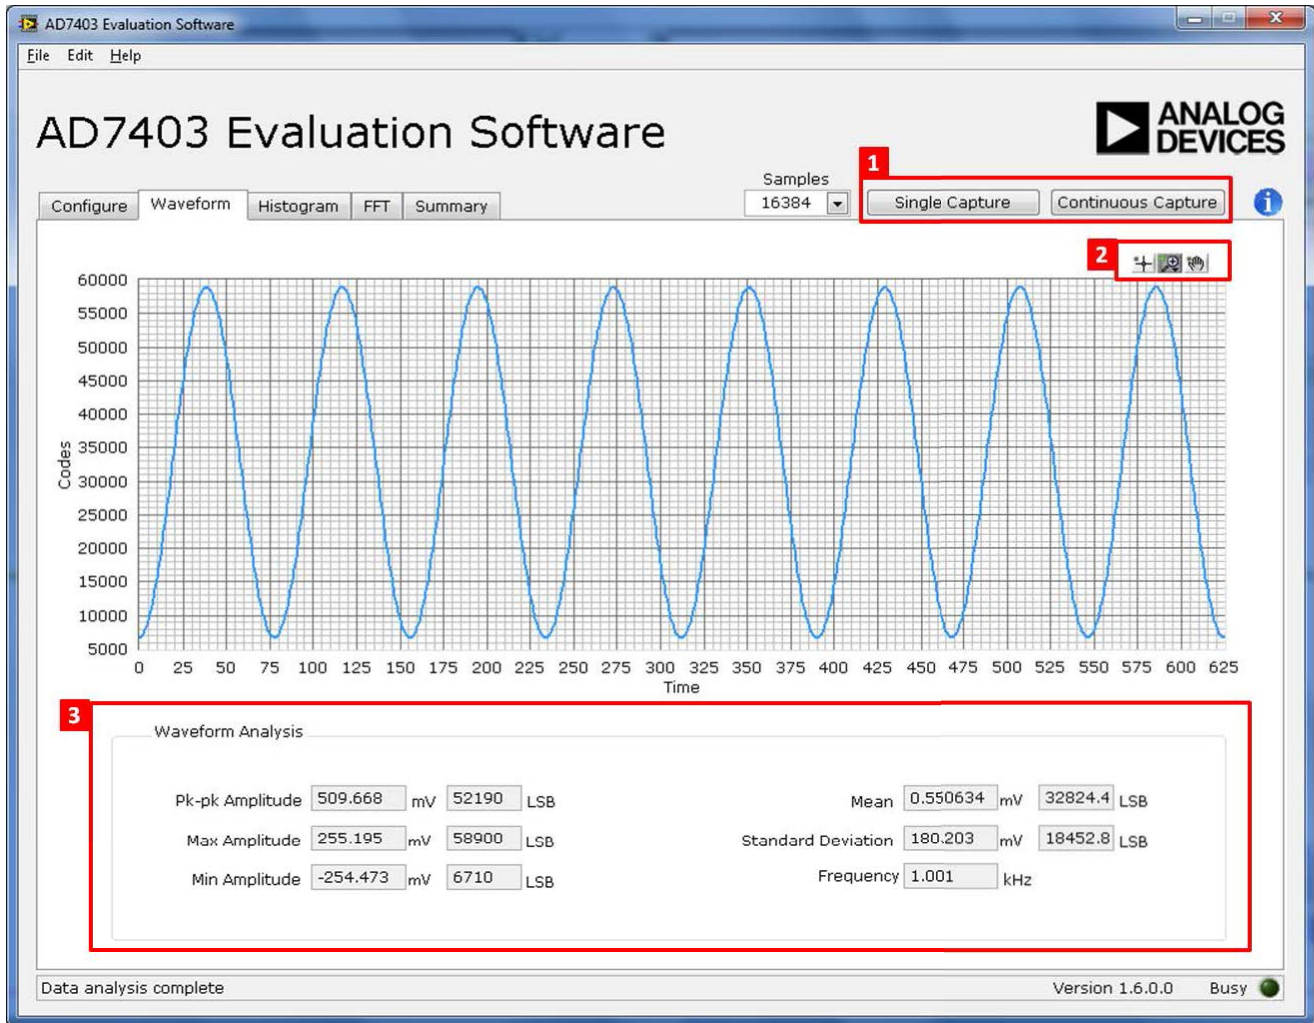 AD7403 Evaluation Software
File Edit Help
AD7403 Evaluation Software
ANALOG
DEVICES
1
Samples
Configure Waveform Histogram FFT Summary 16384 Single Capture Continuous Capture i
2
60000
55000
50000
45000
40000
35000
30000
25000
20000
15000
10000
5000
Codes
0 25 50 75 100 125 150 175 200 225 250 275 300 325 350 375 400 425 450 475 500 525 550 575 600 625
Time
3
Waveform Analysis
Pk-pk Amplitude 509.668 mV 52190 LSB Mean 0.550634 mV 32824.4 LSB
Max Amplitude 255.195 mV 58900 LSB Standard Deviation 180.203 mV 18452.8 LSB
Min Amplitude -254.473 mV 6710 LSB Frequency 1.001 kHz
Data analysis complete Version 1.6.0.0 Busy